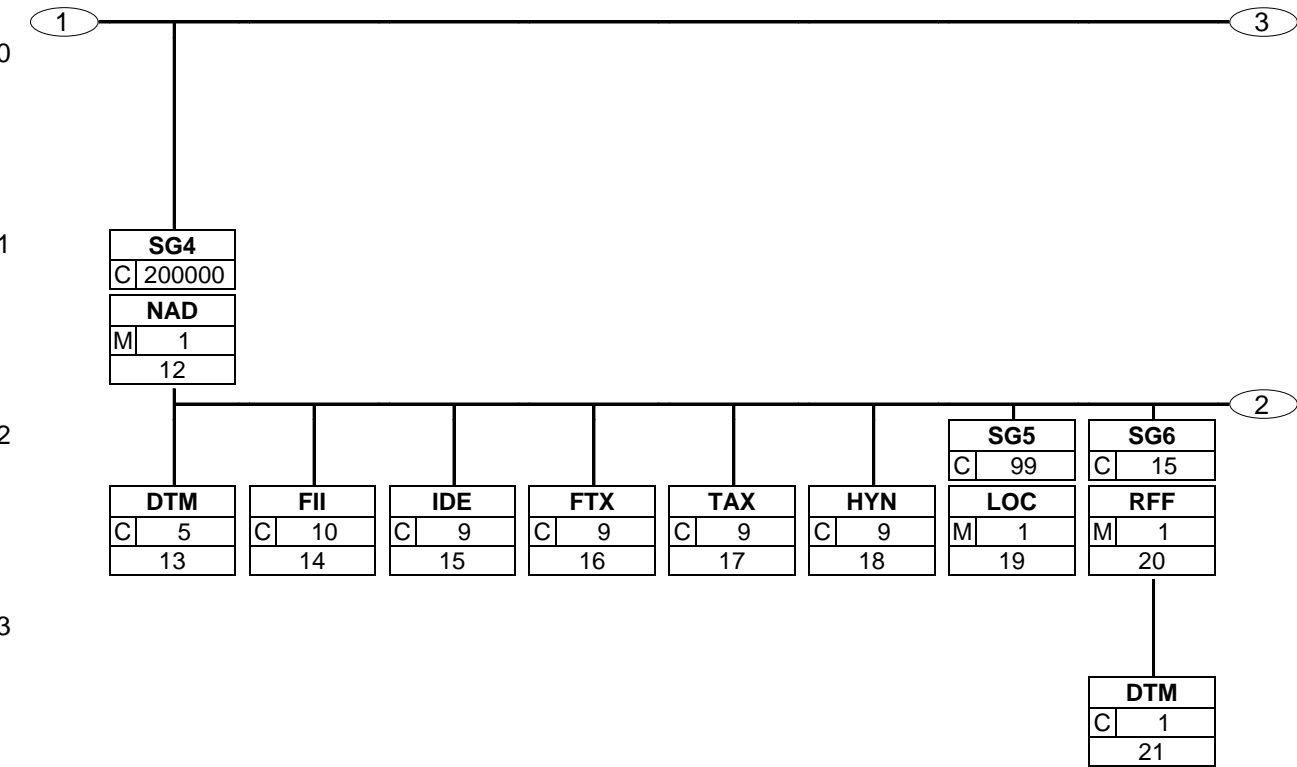 1 3
0
1
SG4
C 200000
NAD
M 1
12
2
2
SG5 SG6
C 99 C 15
DTM FII IDE FTX TAX HYN LOC RFF
C 5 C 10 C 9 C 9 C 9 C 9 M 1 M 1
13 14 15 16 17 18 19 20
3
DTM
C 1
21